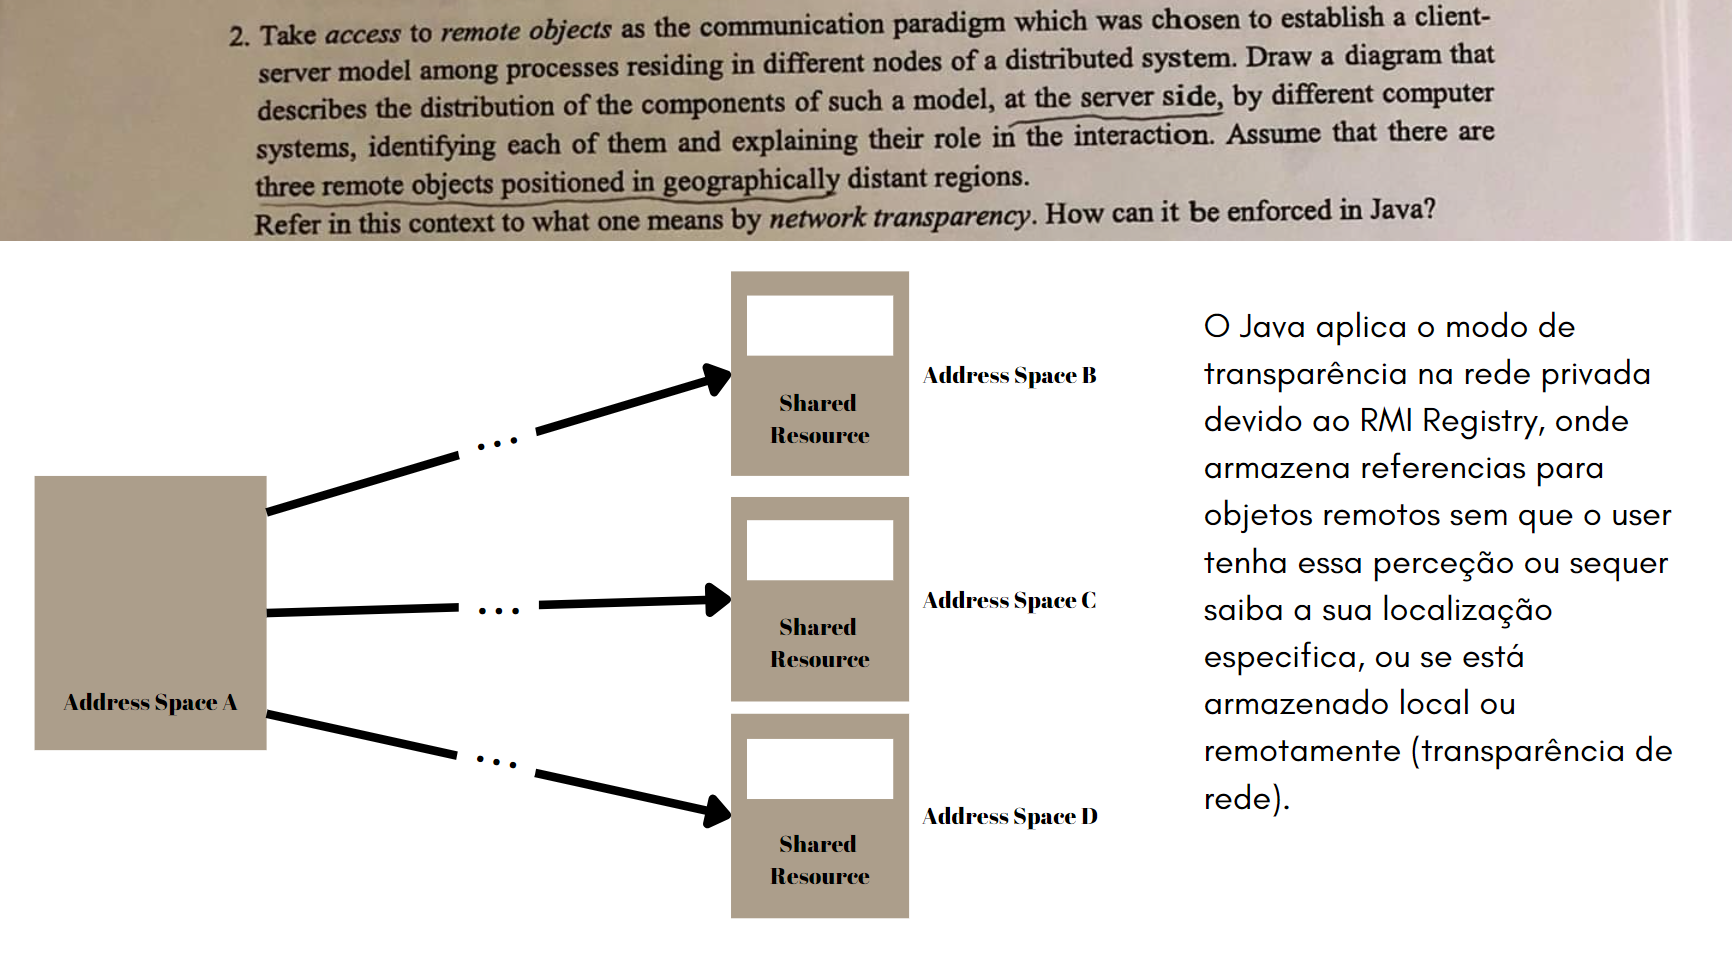 2. Take access to remote objects as the communication paradigm which was chosen to establish a client-
server model among processes residing in different nodes of a distributed system. Draw a diagram that
describes the distribution of the components of such a model, at the server side, by different computer
systems, identifying each of them and explaining their role in the interaction. Assume that there are
three remote objects positioned in geographically distant regions.
Refer in this context to what one means by network transparency. How can it be enforced in Java?
Address Space A
...
...
...
Shared
Resource
Address Space B
Shared
Resource
Address Space C
Shared
Resource
Address Space D
O Java aplica o modo de
transparência na rede privada
devido ao RMI Registry, onde
armazena referencias para
objetos remotos sem que o user
tenha essa perceção ou sequer
saiba a sua localização
especifica, ou se está
armazenado local ou
remotamente (transparência de
rede).